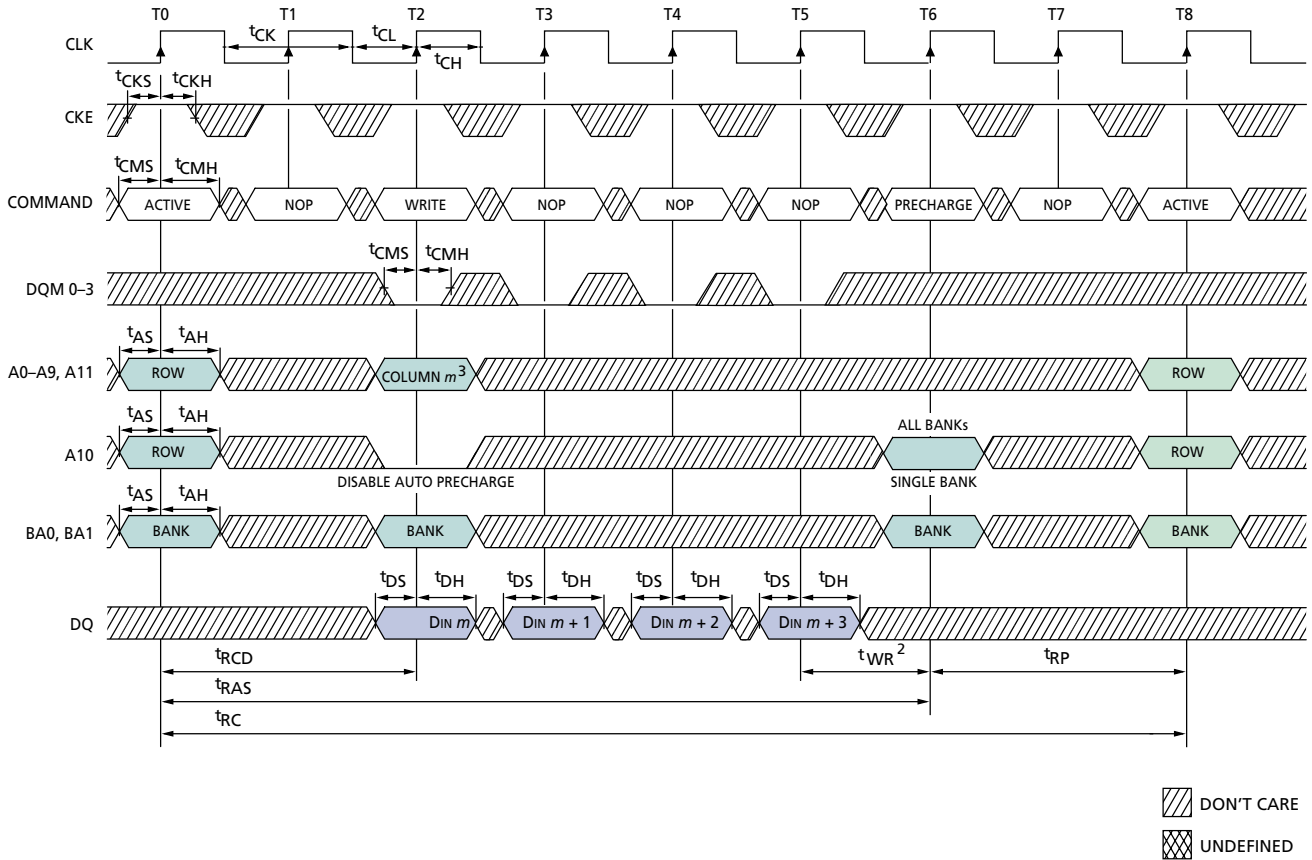 T0 T1 T2 T3 T4 T5 T6 T7 T8
CLK tCK tCL tCH
tCKS tCKH
CKE
tCMS tCMH
COMMAND ACTIVE NOP WRITE NOP NOP NOP PRECHARGE NOP ACTIVE
tCMS tCMH
DQM 0–3
tAS tAH
A0–A9, A11 ROW COLUMN m3 ROW
tAS tAH ALL BANKs
A10 ROW ROW
DISABLE AUTO PRECHARGE SINGLE BANK
tAS tAH
BA0, BA1 BANK BANK BANK BANK
tDS tDH tDS tDH tDS tDH tDS tDH
DQ DIN m DIN m + 1 DIN m + 2 DIN m + 3
tRCD tWR2 tRP
tRAS
tRC
DON'T CARE
UNDEFINED